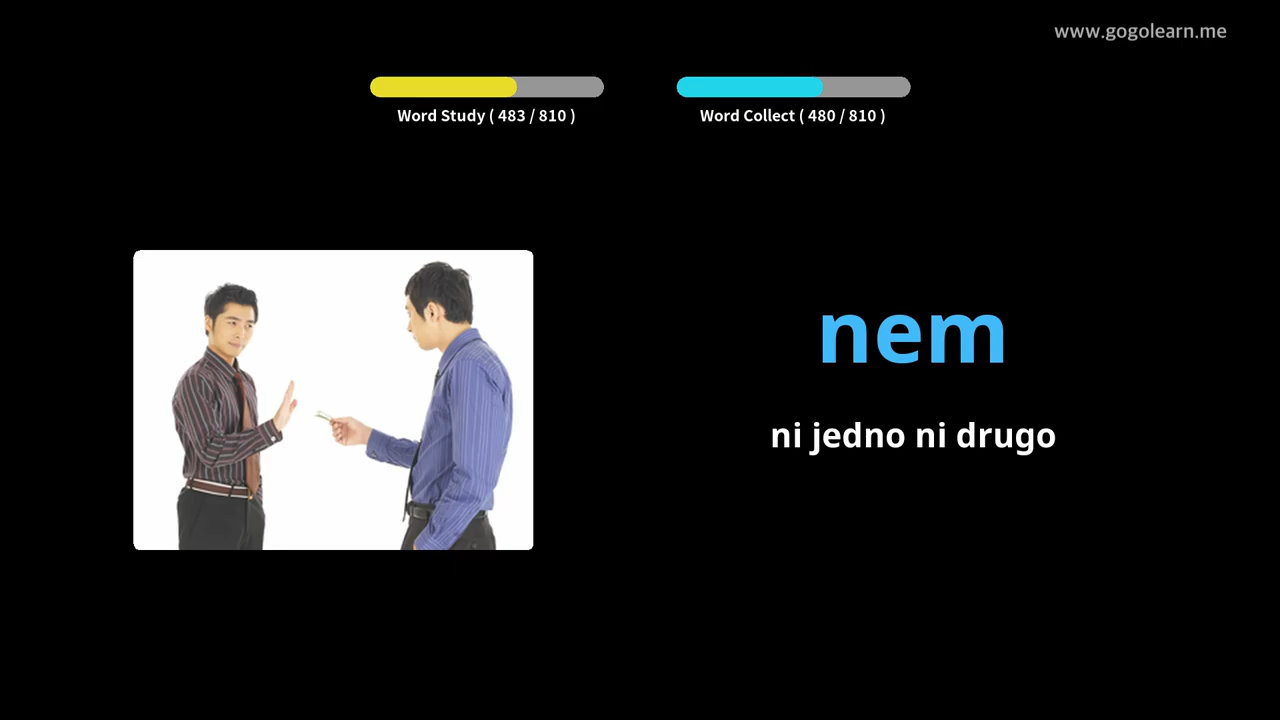 www.gogolearn.me
Word Study ( 483 / 810 )
Word Collect ( 480 / 810 )
nem
ni jedno ni drugo